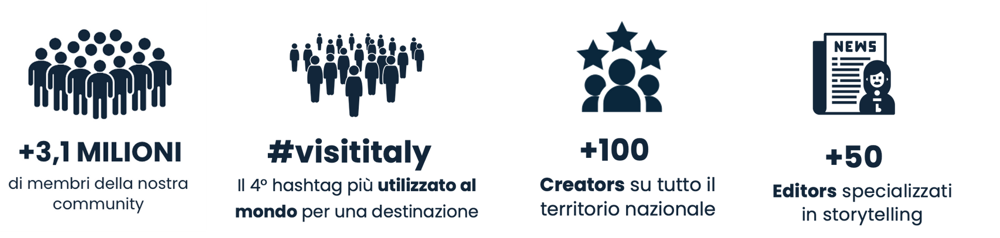 NEWS
+3,1 MILIONI
di membri della nostra
community
#visititaly
Il 4º hashtag più utilizzato al
mondo per una destinazione
+100
Creators su tutto il
territorio nazionale
+50
Editors specializzati
in storytelling